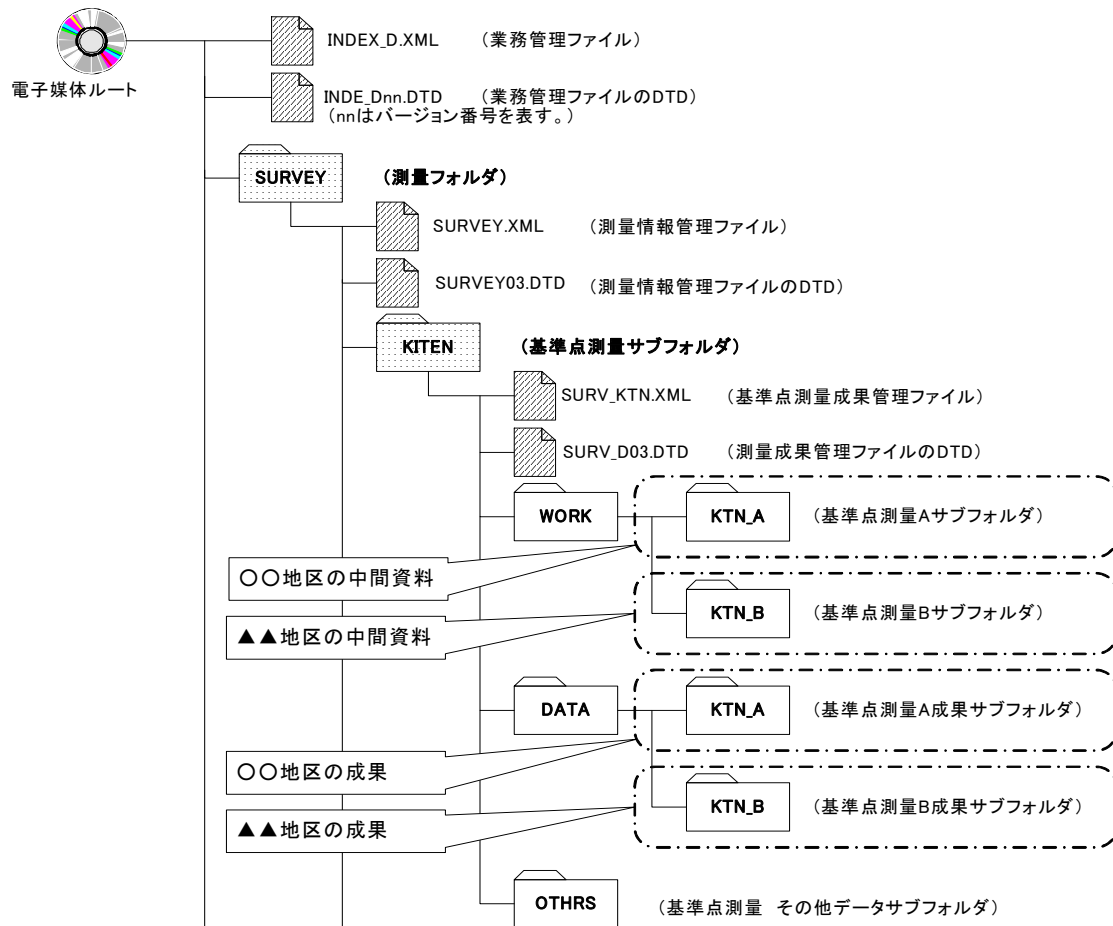 INDEX_D.XML （業務管理ファイル）
電子媒体ルート
INDE_Dnn.DTD （業務管理ファイルのDTD）
（nnはバージョン番号を表す。）
SURVEY （測量フォルダ）
SURVEY.XML （測量情報管理ファイル）
SURVEY03.DTD （測量情報管理ファイルのDTD）
KITEN （基準点測量サブフォルダ）
SURV_KTN.XML （基準点測量成果管理ファイル）
SURV_D03.DTD （測量成果管理ファイルのDTD）
WORK KTN_A （基準点測量Aサブフォルダ）
○○地区の中間資料
KTN_B （基準点測量Bサブフォルダ）
▲▲地区の中間資料
DATA KTN_A （基準点測量A成果サブフォルダ）
○○地区の成果
KTN_B （基準点測量B成果サブフォルダ）
▲▲地区の成果
OTHRS （基準点測量 その他データサブフォルダ）